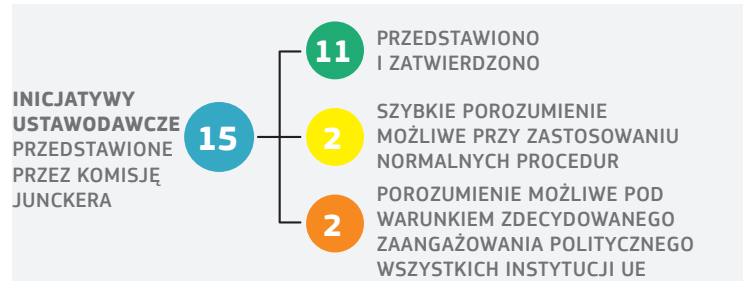 INICJATYWY
USTAWODAWCZE
PRZEDSTAWIONE
PRZEZ KOMISJĘ
JUNCKERA
15
11
PRZEDSTAWIONO
I ZATWIERDZONO
2
SZYBKIE POROZUMIENIE
MOŻLIWE PRZY ZASTOSOWANIU
NORMALNYCH PROCEDUR
2
POROZUMIENIE MOŻLIWE POD
WARUNKIEM ZDECYDOWANEGO
ZAANGAŻOWANIA POLITYCZNEGO
WSZYSTKICH INSTYTUCJI UE